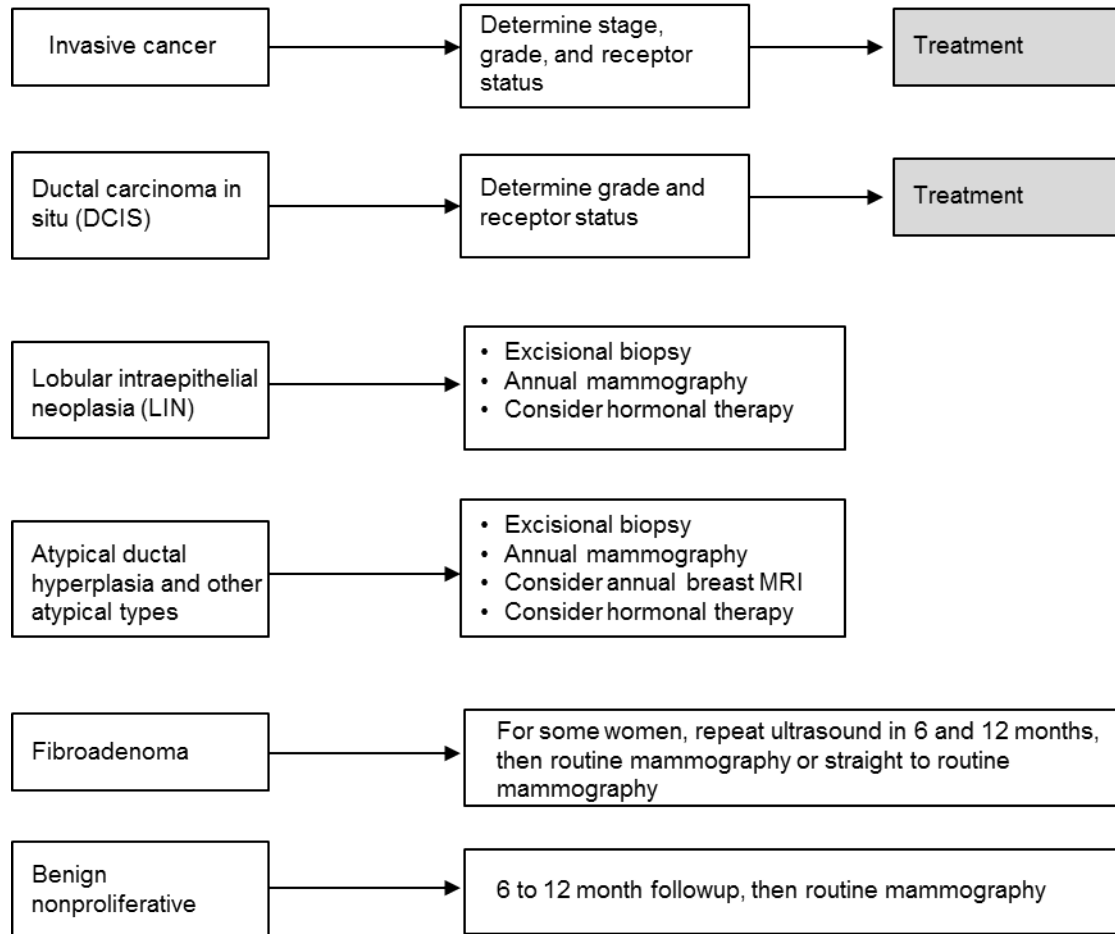 Invasive cancer
Determine stage,
grade, and receptor
status
Treatment
Ductal carcinoma in
situ (DCIS)
Determine grade and
receptor status
Treatment
Lobular intraepithelial
neoplasia (LIN)
• Excisional biopsy
• Annual mammography
• Consider hormonal therapy
Atypical ductal
hyperplasia and other
atypical types
• Excisional biopsy
• Annual mammography
• Consider annual breast MRI
• Consider hormonal therapy
Fibroadenoma
For some women, repeat ultrasound in 6 and 12 months,
then routine mammography or straight to routine
mammography
Benign
nonproliferative
6 to 12 month followup, then routine mammography